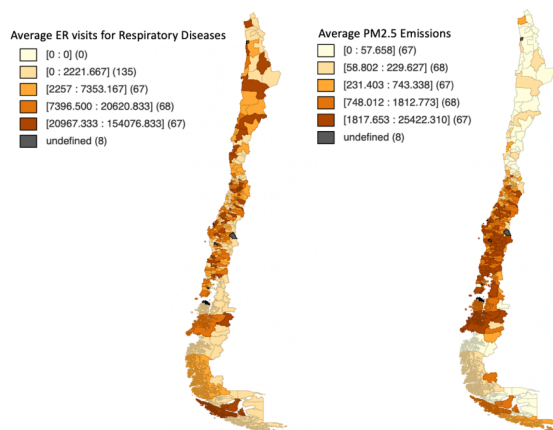 Average ER visits for Respiratory Diseases
[0 : 0] (0)
[0 : 2221.667] (135)
[2257 : 7353.167] (67)
[7396.500 : 20620.833] (68)
[20967.333 : 154076.833] (67)
undefined (8)
Average PM2.5 Emissions
[0 : 57.658] (67)
[58.802 : 229.627] (68)
[231.403 : 743.338] (67)
[748.012 : 1812.773] (68)
[1817.653 : 25422.310] (67)
undefined (8)